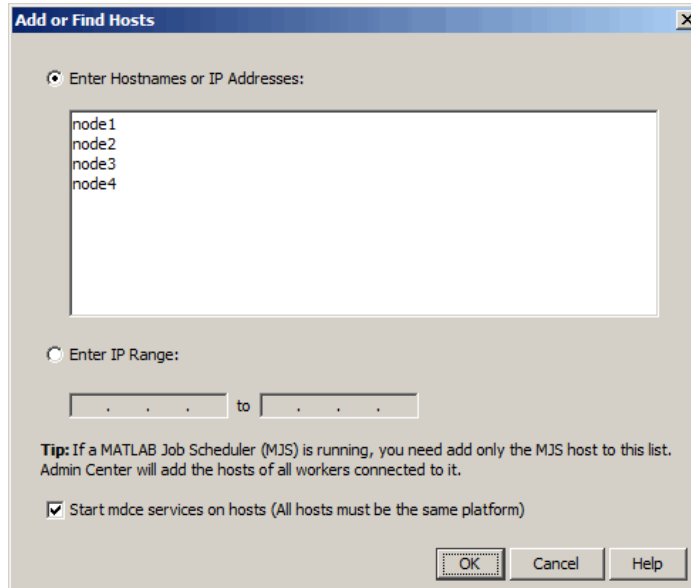 Add or Find Hosts
Enter Hostnames or IP Addresses:
node1
node2
node3
node4
Enter IP Range:
. . . to . . .
Tip: If a MATLAB Job Scheduler (MJS) is running, you need add only the MJS host to this list.
Admin Center will add the hosts of all workers connected to it.
Start mdce services on hosts (All hosts must be the same platform)
OK Cancel Help